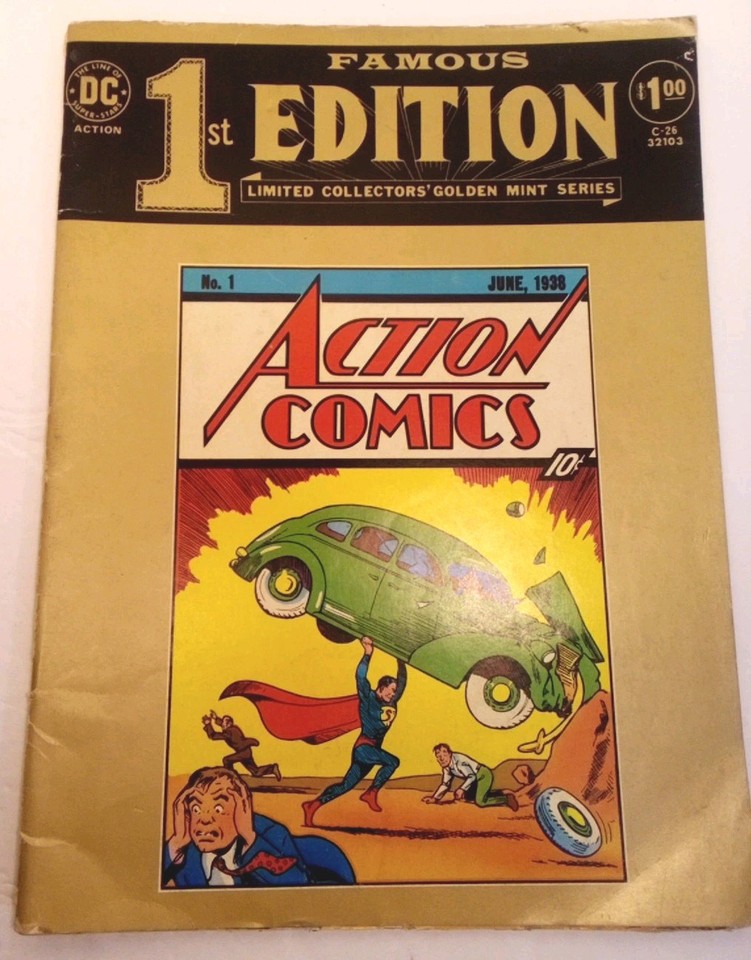 THE LINE OF
DC
SUPER-STARS
ACTION
FAMOUS
1st EDITION
LIMITED COLLECTORS' GOLDEN MINT SERIES
$1.00
C-26
32103
No. 1 JUNE, 1938
ACTION
COMICS
10¢
S